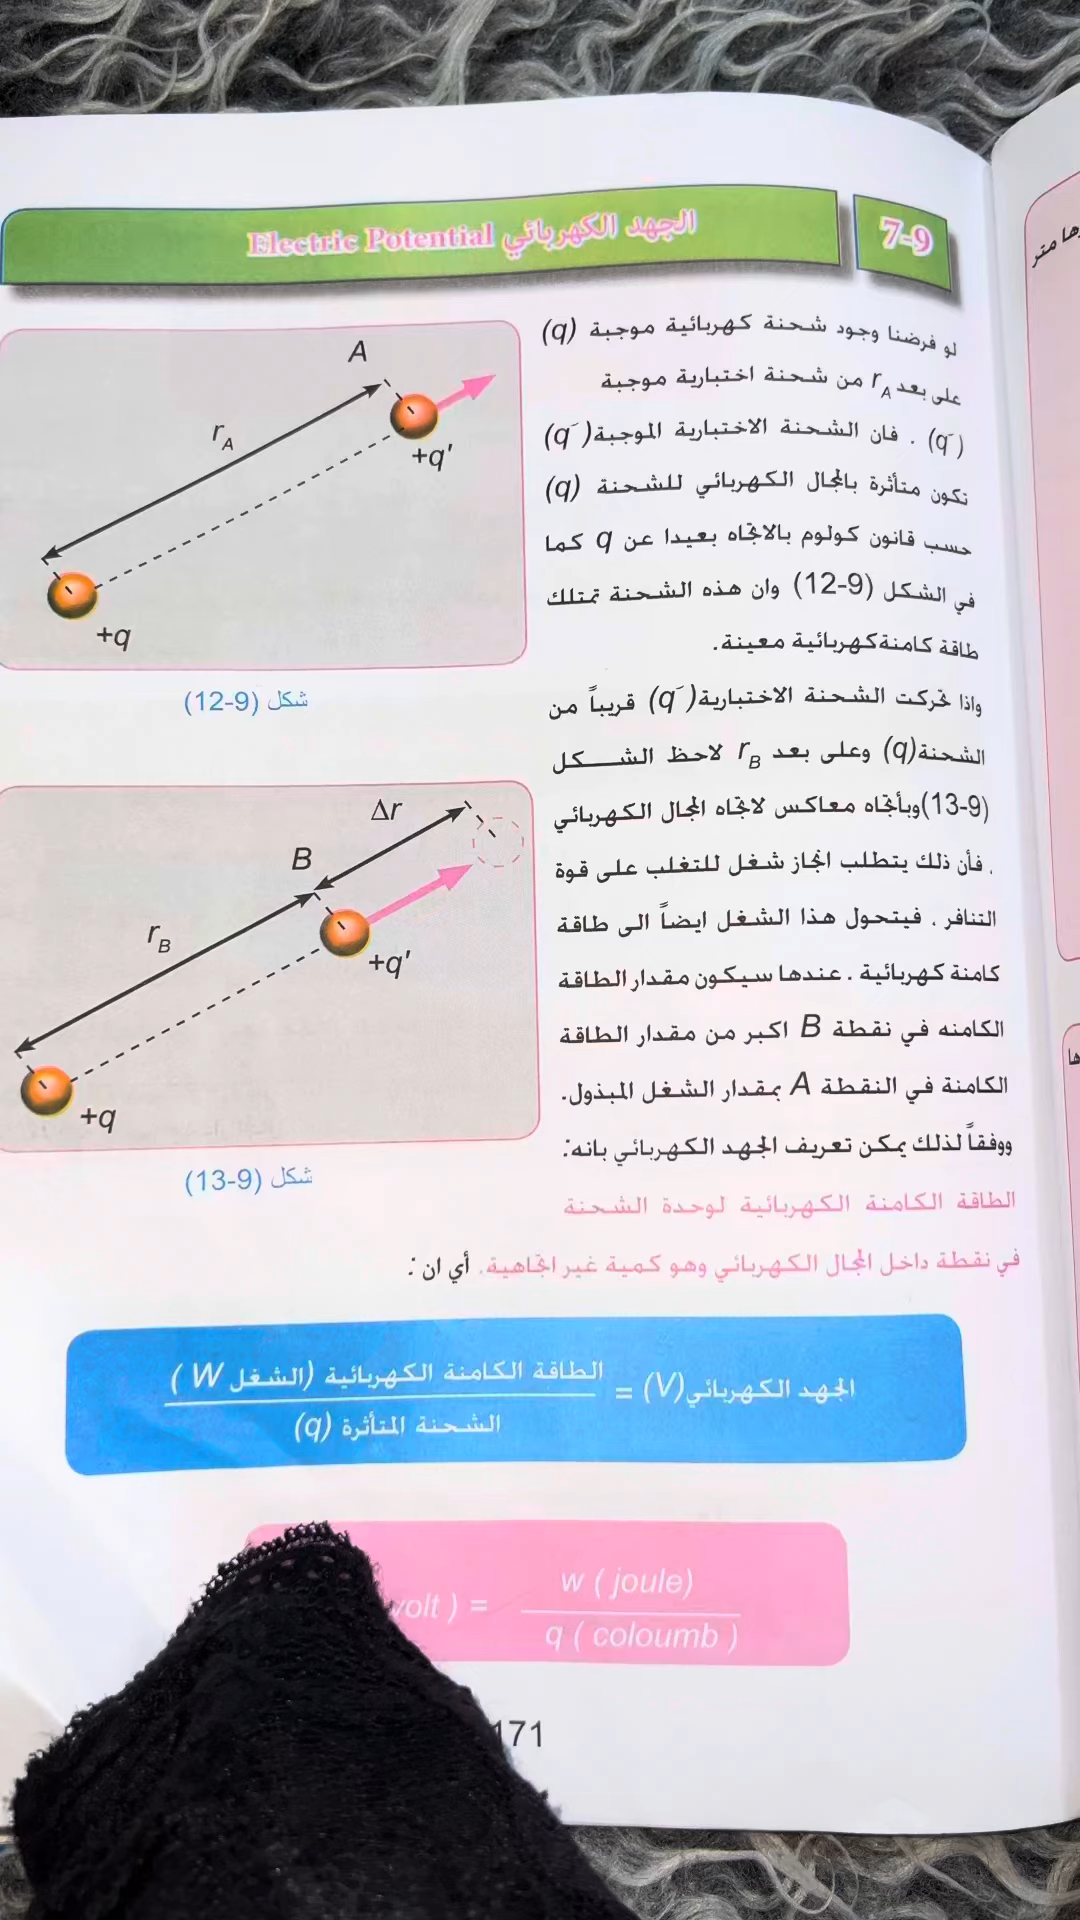 7-9
الجهد الكهربائي Electric Potential
لو فرضنا وجود شحنة كهربائية موجبة (q)
على بعد rA من شحنة اختبارية موجبة
(q´) . فان الشحنة الاختبارية الموجبة(q´)
تكون متأثرة بالمجال الكهربائي للشحنة (q)
حسب قانون كولوم بالاتجاه بعيدا عن q كما
في الشكل (9-12) وان هذه الشحنة تمتلك
طاقة كامنة كهربائية معينة.
واذا تحركت الشحنة الاختبارية(q´) قريباً من
الشحنة(q) وعلى بعد rB لاحظ الشـــكل
(9-13)وبأتجاه معاكس لاتجاه المجال الكهربائي
. فأن ذلك يتطلب انجاز شغل للتغلب على قوة
التنافر . فيتحول هذا الشغل ايضاً الى طاقة
كامنة كهربائية . عندها سيكون مقدار الطاقة
الكامنه في نقطة B اكبر من مقدار الطاقة
الكامنة في النقطة A بمقدار الشغل المبذول.
ووفقاً لذلك يمكن تعريف الجهد الكهربائي بانه:
الطاقة الكامنة الكهربائية لوحدة الشحنة
في نقطة داخل المجال الكهربائي وهو كمية غير اتجاهية. أي ان :
A
rA
+q'
+q
شكل (9-12)
Δr
B
rB
+q'
+q
شكل (9-13)
الجهد الكهربائي(V) = الطاقة الكامنة الكهربائية (الشغل W )
الشحنة المتأثرة (q)
w ( joule)
volt ) =
q ( coloumb )
171
ها متر
ها